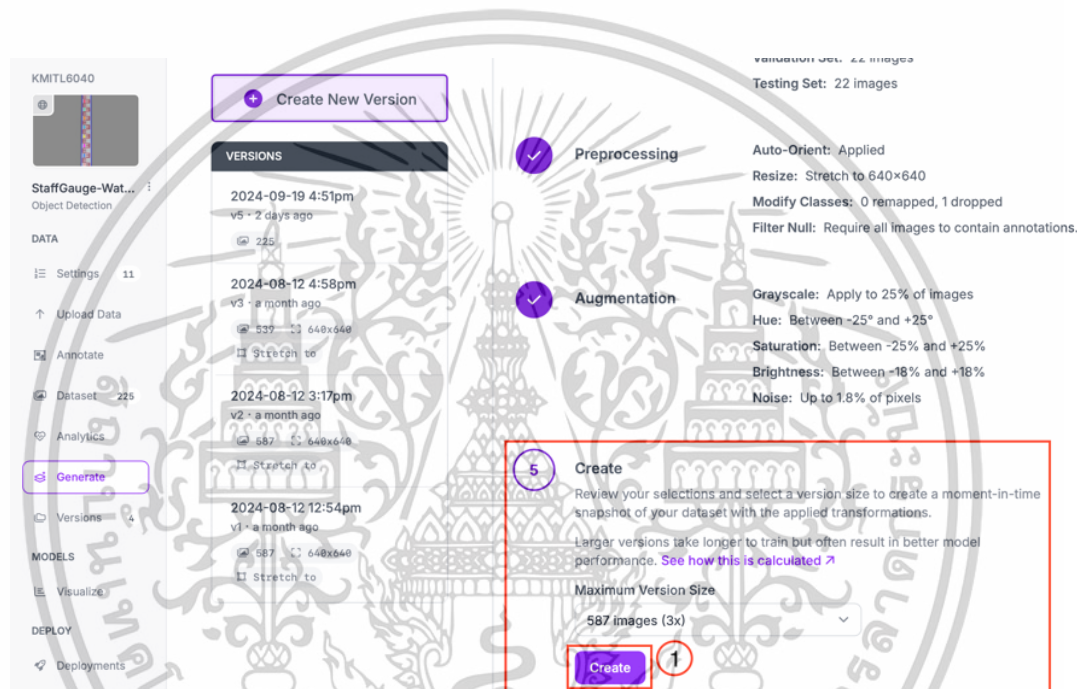 KMITL6040
StaffGauge-Wat...
Object Detection
DATA
Settings 11
Upload Data
Annotate
Dataset 225
Analytics
Generate
Versions 4
MODELS
Visualize
DEPLOY
Deployments
Create New Version
VERSIONS
2024-09-19 4:51pm
v5 · 2 days ago
225
2024-08-12 4:58pm
v3 · a month ago
539 640x640
Stretch to
2024-08-12 3:17pm
v2 · a month ago
587 640x640
Stretch to
2024-08-12 12:54pm
v1 · a month ago
587 640x640
Stretch to
Validation Set: 22 images
Testing Set: 22 images
Preprocessing
Auto-Orient: Applied
Resize: Stretch to 640×640
Modify Classes: 0 remapped, 1 dropped
Filter Null: Require all images to contain annotations.
Augmentation
Grayscale: Apply to 25% of images
Hue: Between -25° and +25°
Saturation: Between -25% and +25%
Brightness: Between -18% and +18%
Noise: Up to 1.8% of pixels
5 Create
Review your selections and select a version size to create a moment-in-time
snapshot of your dataset with the applied transformations.
Larger versions take longer to train but often result in better model
performance. See how this is calculated ↗
Maximum Version Size
587 images (3x)
Create 1